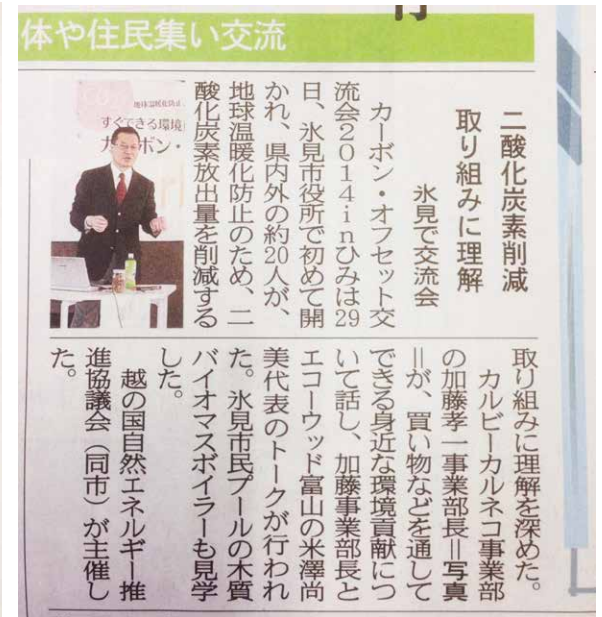 体や住民集い交流
二酸化炭素削減
取り組みに理解
氷見で交流会
カーボン・オフセット交
流会2014inひみは29
日、氷見市役所で初めて開
かれ、県内外の約20人が、
地球温暖化防止のため、二
酸化炭素放出量を削減する
すぐできる環境
取り組みに理解を深めた。
カルビーカルネコ事業部
の加藤孝一事業部長＝写真
＝が、買い物などを通して
できる身近な環境貢献につ
いて話し、加藤事業部長と
エコーウッド富山の米澤尚
美代表のトークが行われ
た。氷見市民プールの木質
バイオマスボイラーも見学
した。
越の国自然エネルギー推
進協議会（同市）が主催し
た。